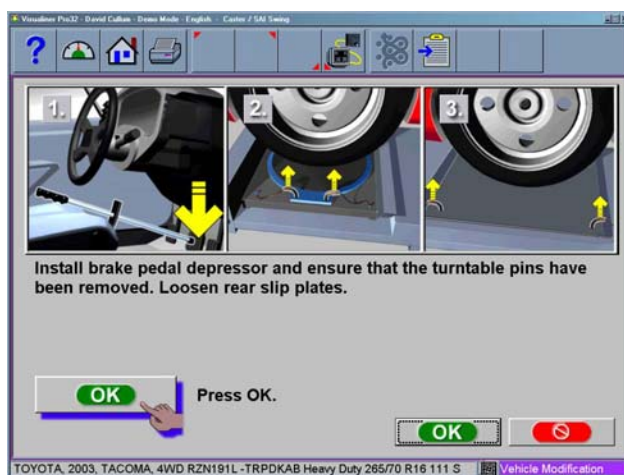 Visualiner Pro32 - David Cullum - Demo Mode - English - Caster / SAI Swing
1.
2.
3.
Install brake pedal depressor and ensure that the turntable pins have
been removed. Loosen rear slip plates.
OK
Press OK.
OK
TOYOTA, 2003, TACOMA, 4WD RZN191L -TRPDKAB Heavy Duty 265/70 R16 111 S
Vehicle Modification